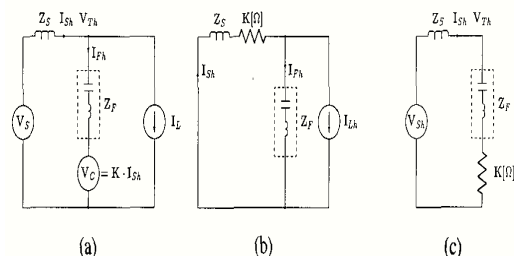 Z_S I_Sh V_Th
I_Fh
Z_F
V_S
I_L
V_C = K · I_Sh
(a)
Z_S K[Ω]
I_Sh
I_Fh
Z_F
I_Lh
(b)
Z_S I_Sh V_Th
Z_F
V_Sh
K[Ω]
(c)